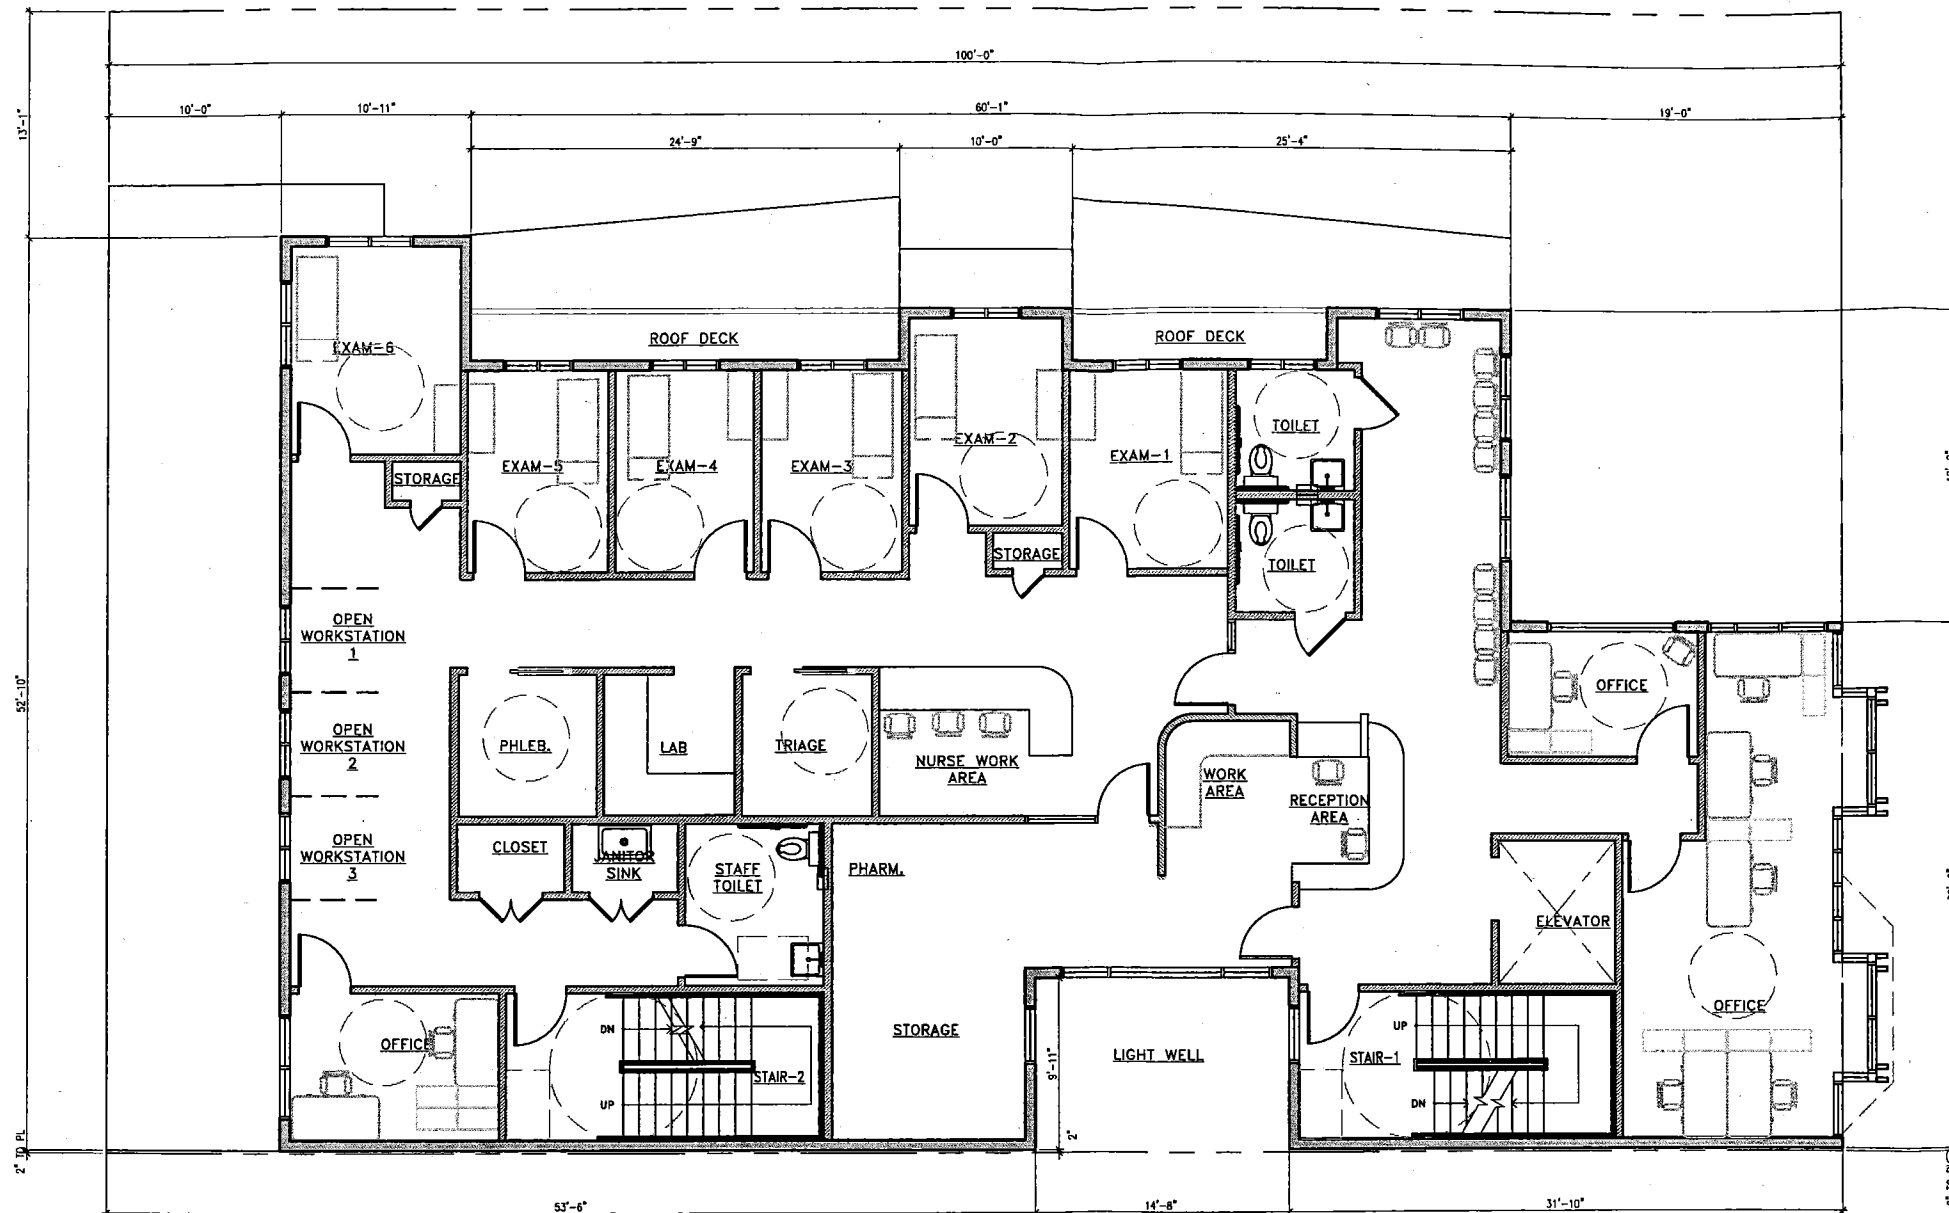 100'-0"
10'-0"
10'-11"
60'-1"
19'-0"
13'-1"
24'-9"
10'-0"
25'-4"
ROOF DECK
ROOF DECK
EXAM-6
TOILET
EXAM-2
EXAM-5
EXAM-4
EXAM-3
EXAM-1
STORAGE
STORAGE
TOILET
OPEN
WORKSTATION
1
OFFICE
52'-10"
OPEN
WORKSTATION
2
PHLEB.
LAB
TRIAGE
NURSE WORK
AREA
WORK
AREA
RECEPTION
AREA
OPEN
WORKSTATION
3
CLOSET
JANITOR
SINK
STAFF
TOILET
PHARM.
ELEVATOR
OFFICE
OFFICE
DN
STAIR-2
UP
STORAGE
LIGHT WELL
9'-11"
2"
UP
STAIR-1
DN
2" TO PL
53'-6"
14'-8"
31'-10"